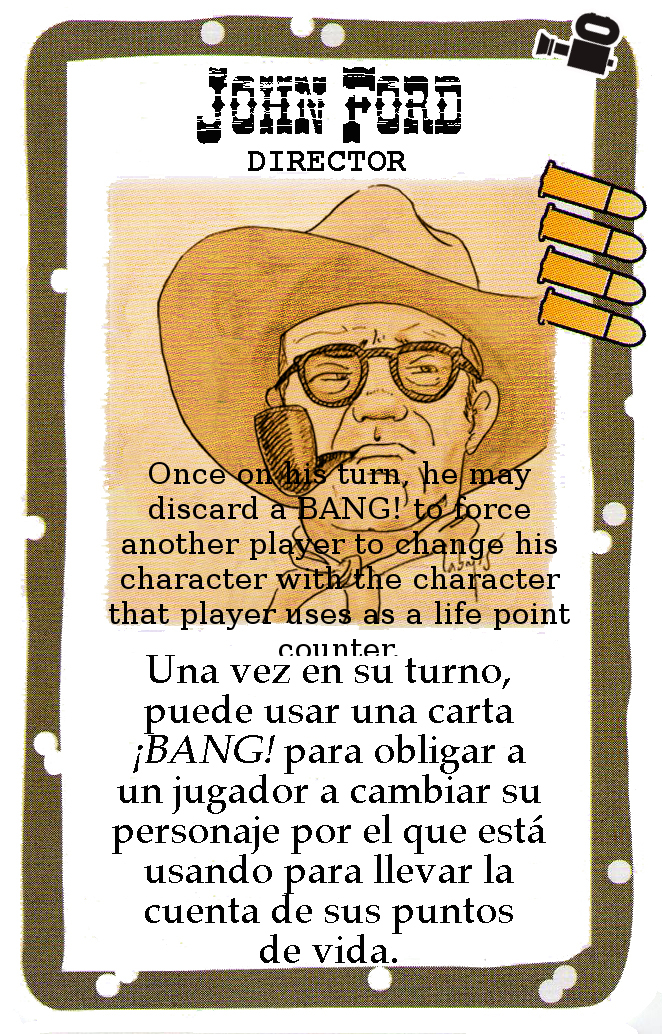 JOHN FORD
DIRECTOR
Once on his turn, he may
discard a BANG! to force
another player to change his
character with the character
that player uses as a life point
counter.
Una vez en su turno,
puede usar una carta
¡BANG! para obligar a
un jugador a cambiar su
personaje por el que está
usando para llevar la
cuenta de sus puntos
de vida.